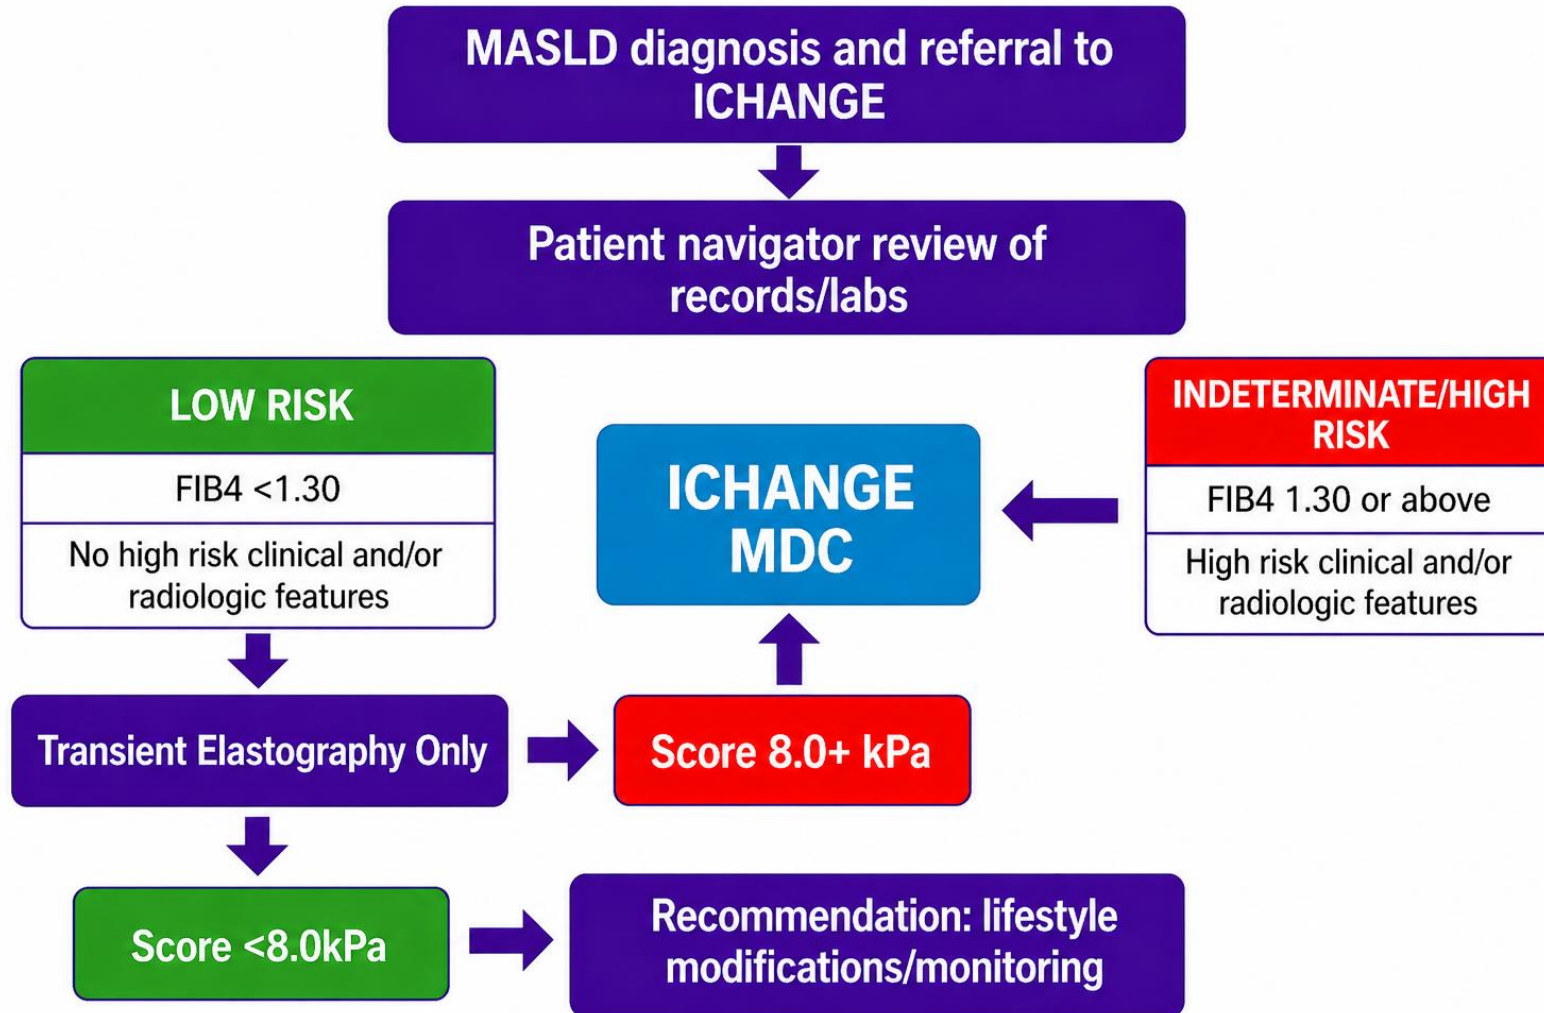 MASLD diagnosis and referral to
ICHANGE
Patient navigator review of
records/labs
LOW RISK
FIB4 <1.30
No high risk clinical and/or
radiologic features
ICHANGE
MDC
INDETERMINATE/HIGH
RISK
FIB4 1.30 or above
High risk clinical and/or
radiologic features
Transient Elastography Only
Score 8.0+ kPa
Score <8.0kPa
Recommendation: lifestyle
modifications/monitoring